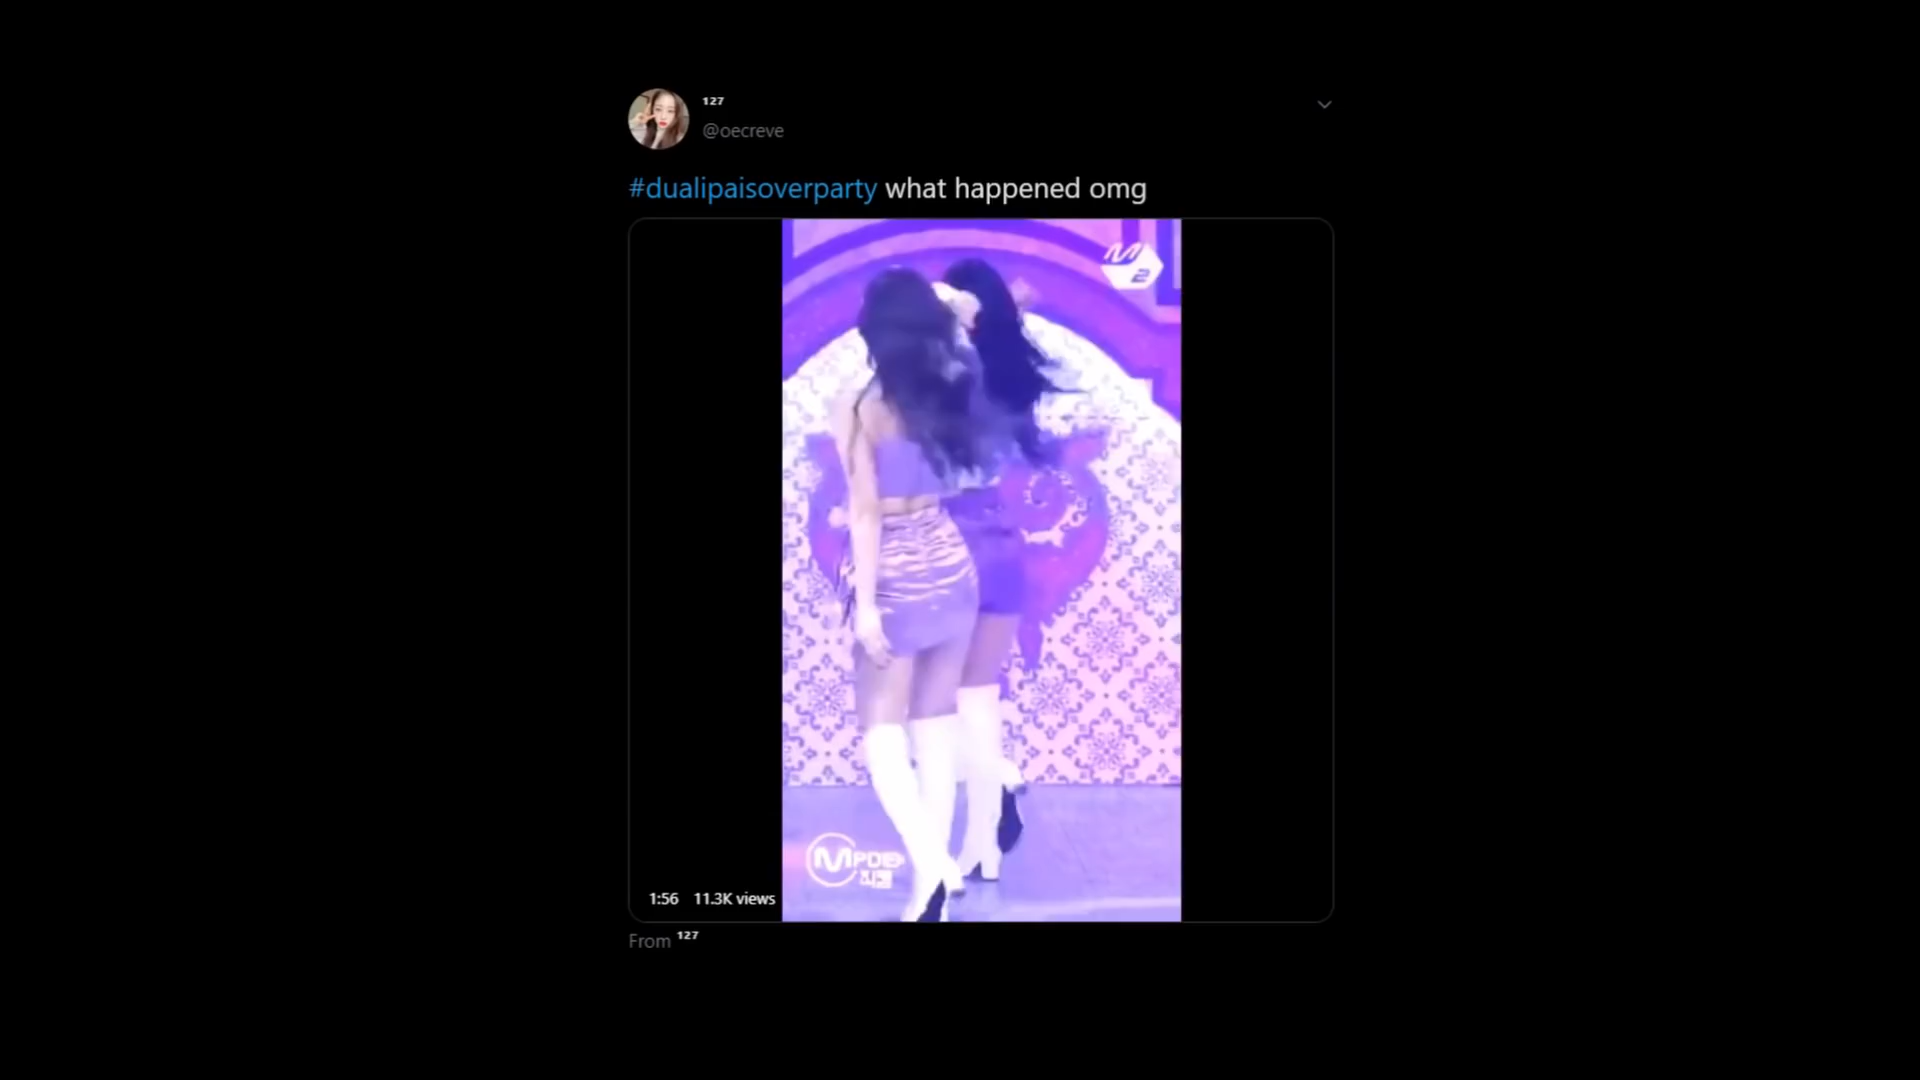 ¹²⁷
@oecreve
#dualipaisoverparty what happened omg
M2
MPD
직캠
1:56 11.3K views
From ¹²⁷